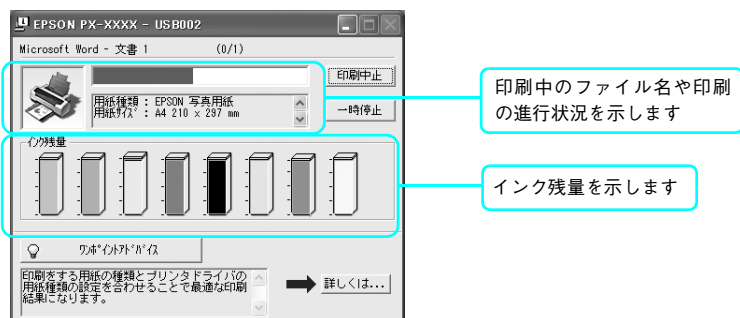 EPSON PX-XXXX - USB002
Microsoft Word - 文書 1 (0/1)
印刷中止
用紙種類 : EPSON 写真用紙
用紙ｻｲｽﾞ : A4 210 x 297 mm
一時停止
印刷中のファイル名や印刷
の進行状況を示します
ｲﾝｸ残量
インク残量を示します
ﾜﾝﾎﾟｲﾝﾄｱﾄﾞﾊﾞｲｽ
印刷をする用紙の種類とプリンタドライバの
用紙種類の設定を合わせることで最適な印刷
結果になります。
詳しくは...